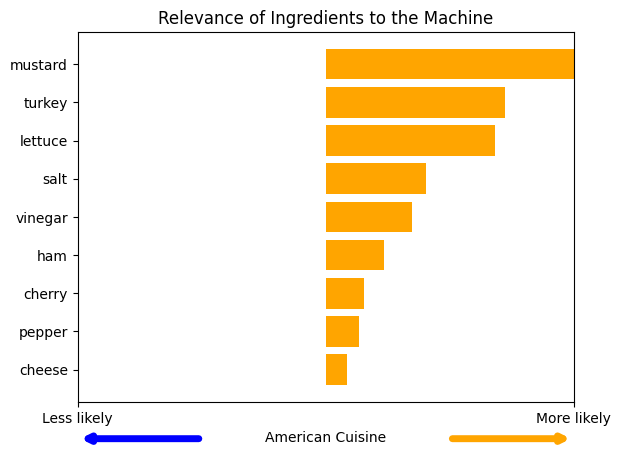 Relevance of Ingredients to the Machine
mustard
turkey
lettuce
salt
vinegar
ham
cherry
pepper
cheese
Less likely
More likely
American Cuisine